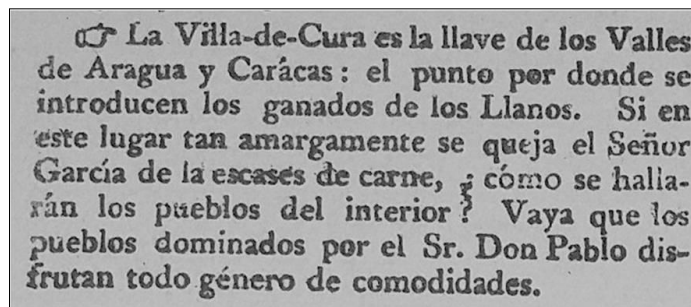 ☞ La Villa-de-Cura es la llave de los Valles
de Aragua y Carácas: el punto por donde se
introducen los ganados de los Llanos. Si en
este lugar tan amargamente se queja el Señor
García de la escases de carne, ¿cómo se halla-
rán los pueblos del interior? Vaya que los
pueblos dominados por el Sr. Don Pablo dis-
frutan todo género de comodidades.